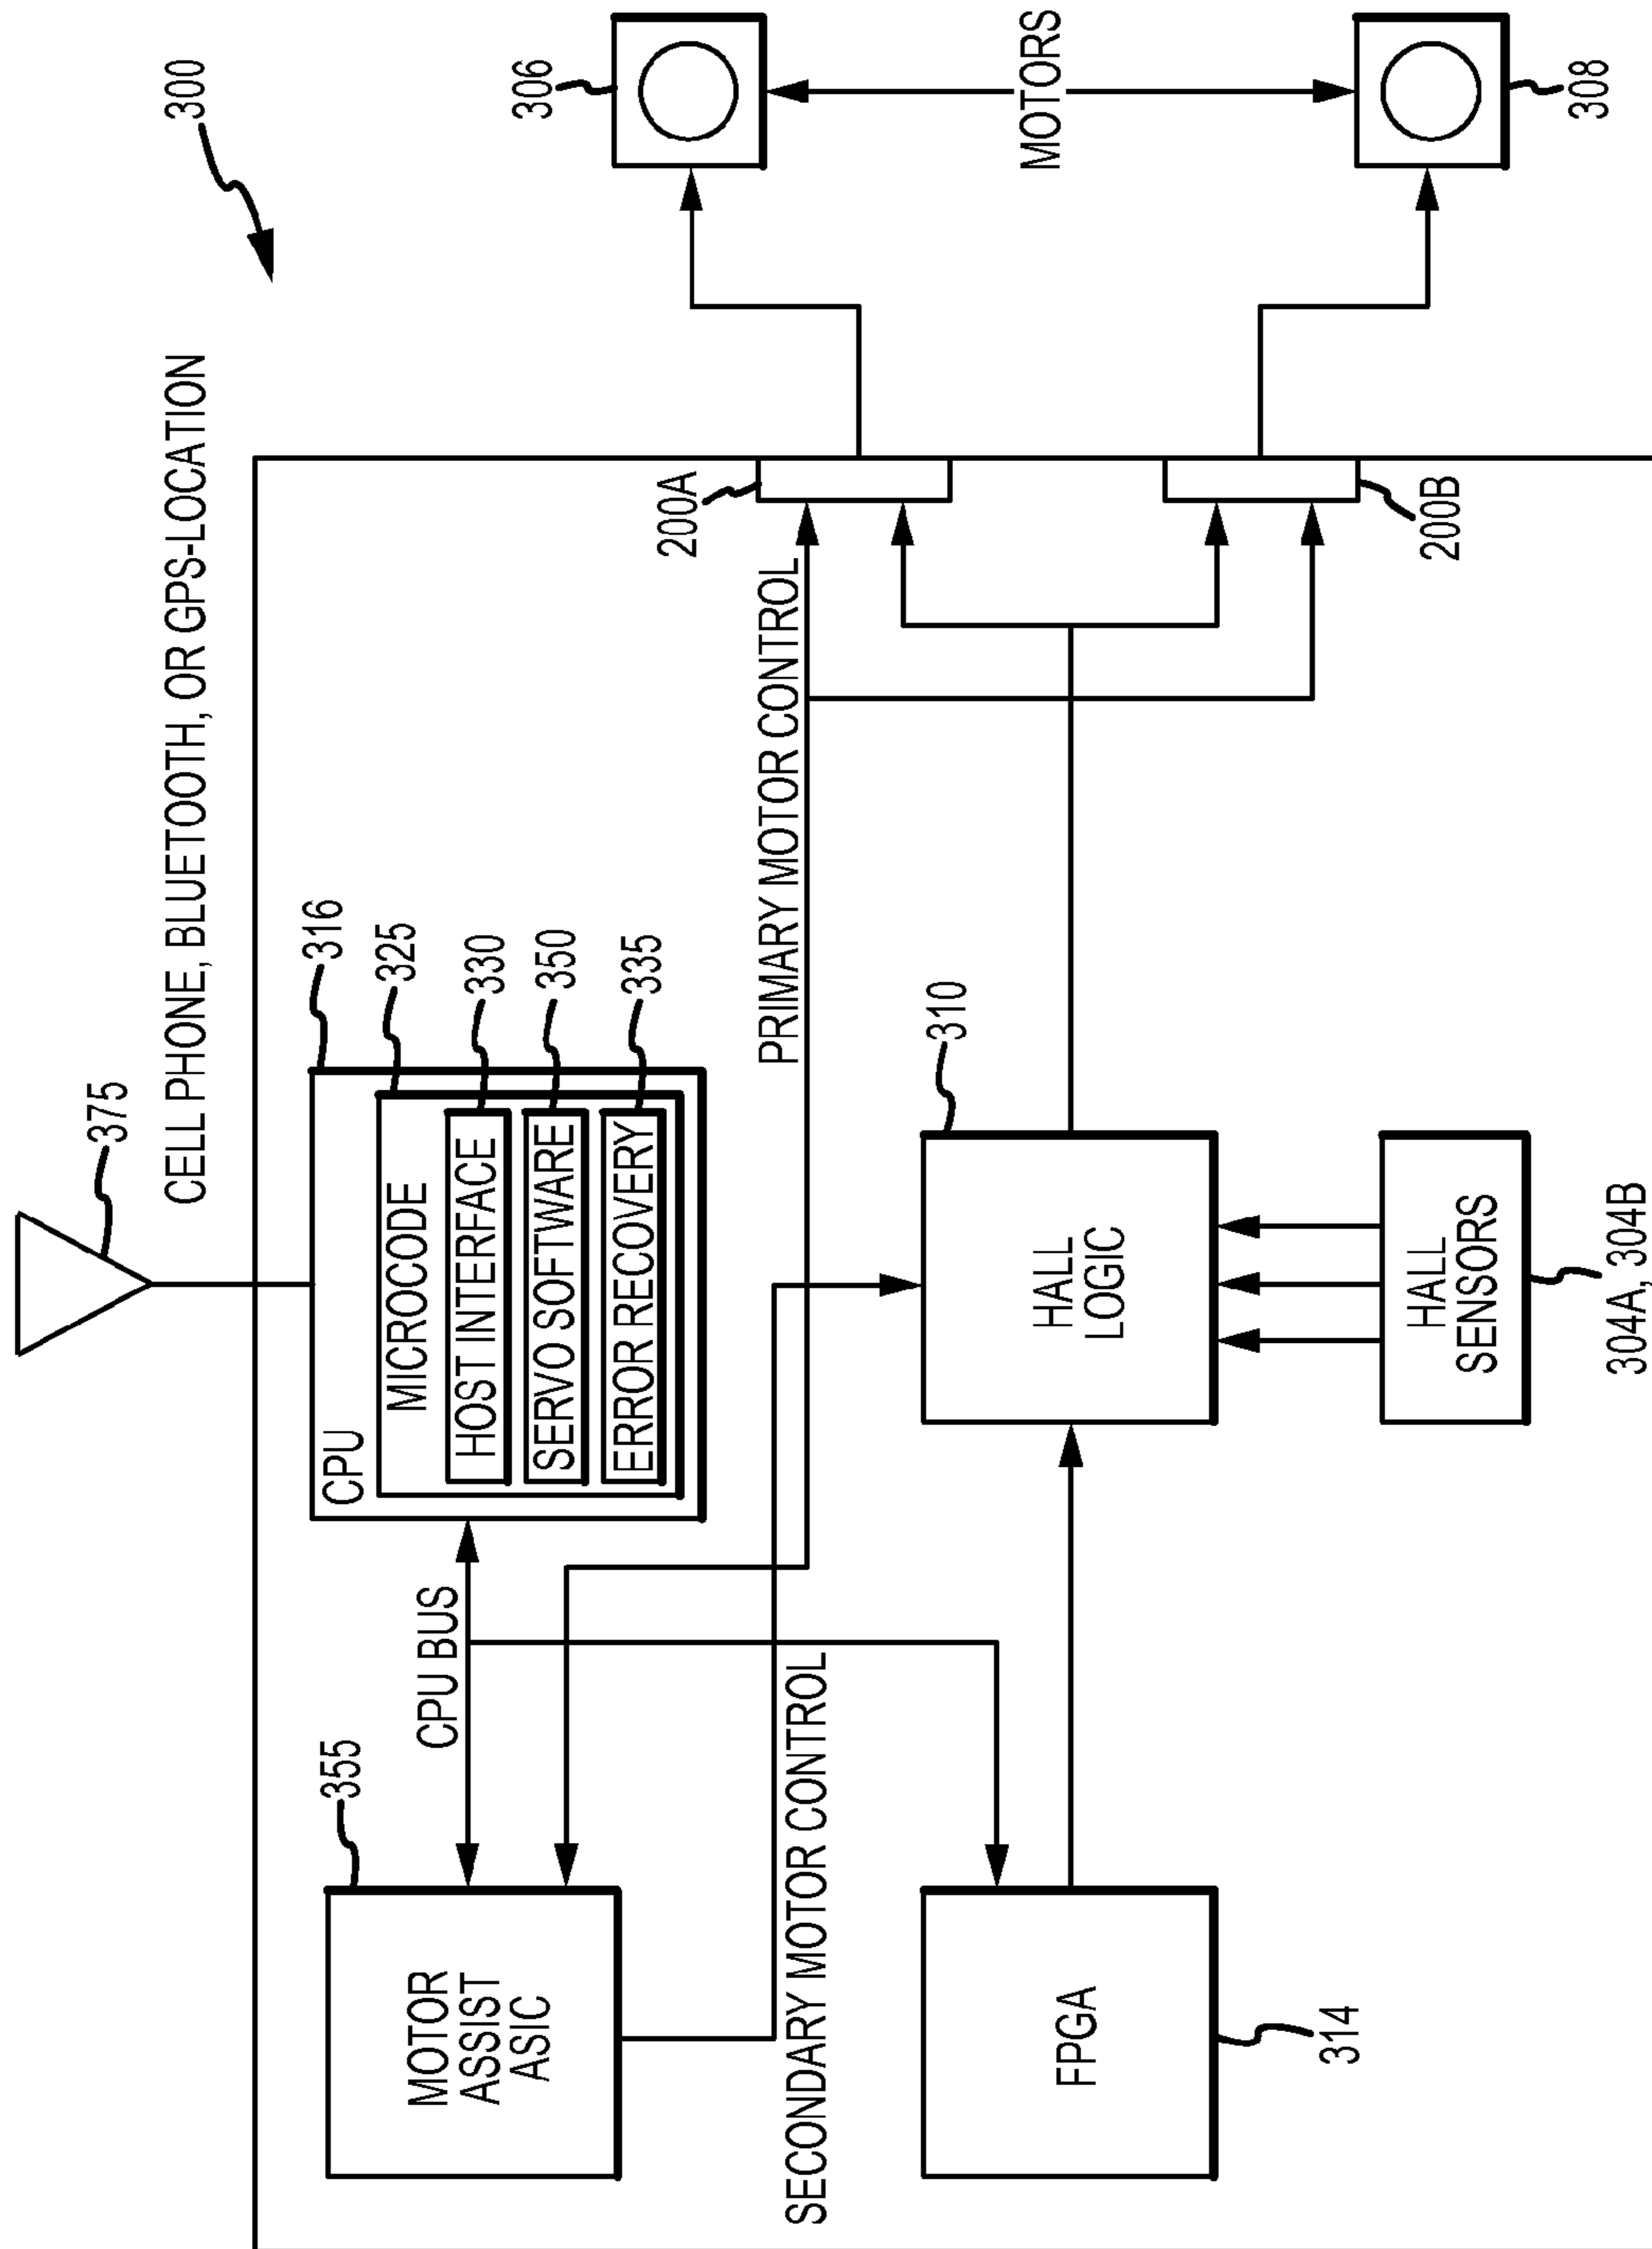 300
375
CELL PHONE, BLUETOOTH, OR GPS-LOCATION
355
CPU BUS
316
325
330
350
335
CPU
MICROCODE
HOST INTERFACE
SERVO SOFTWARE
ERROR RECOVERY
MOTOR
ASSIST
ASIC
306
200A
PRIMARY MOTOR CONTROL
SECONDARY MOTOR CONTROL
MOTORS
310
HALL
LOGIC
FPGA
314
200B
308
HALL
SENSORS
304A, 304B